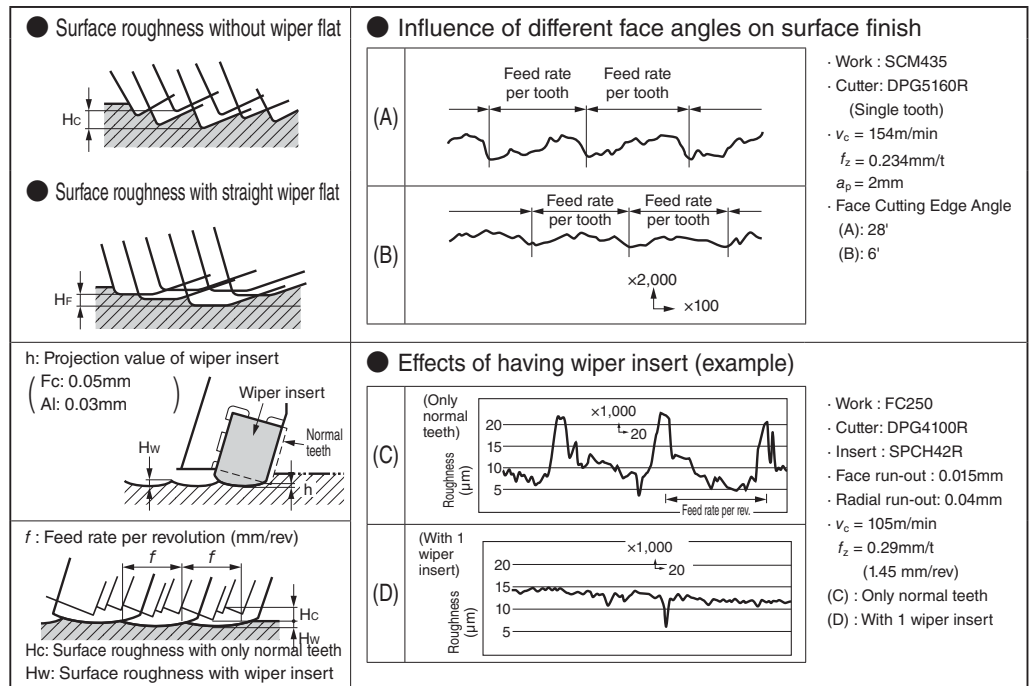 ● Surface roughness without wiper flat
Hc
● Surface roughness with straight wiper flat
HF
h: Projection value of wiper insert
( Fc: 0.05mm
Al: 0.03mm )
Wiper insert
Normal
teeth
Hw
h
f : Feed rate per revolution (mm/rev)
f f
Hc
Hw
Hc: Surface roughness with only normal teeth
Hw: Surface roughness with wiper insert
● Influence of different face angles on surface finish
(A)
Feed rate
per tooth
Feed rate
per tooth
(B)
Feed rate
per tooth
Feed rate
per tooth
×2,000
×100
· Work : SCM435
· Cutter: DPG5160R
(Single tooth)
· vc = 154m/min
fz = 0.234mm/t
ap = 2mm
· Face Cutting Edge Angle
(A): 28'
(B): 6'
● Effects of having wiper insert (example)
(C)
(Only
normal
teeth)
Roughness
(µm)
20
15
10
5
×1,000
20
Feed rate per rev.
(D)
(With 1
wiper
insert)
Roughness
(µm)
20
15
10
5
×1,000
20
· Work : FC250
· Cutter: DPG4100R
· Insert : SPCH42R
· Face run-out : 0.015mm
· Radial run-out: 0.04mm
· vc = 105m/min
fz = 0.29mm/t
(1.45 mm/rev)
(C) : Only normal teeth
(D) : With 1 wiper insert